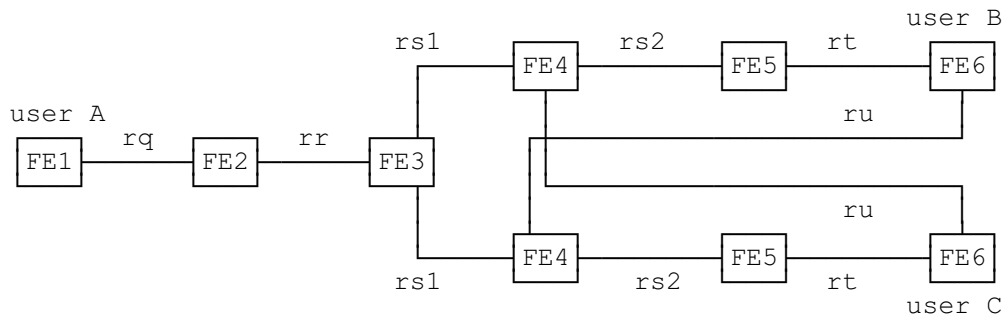 user B
rs1 rs2 rt
FE4 FE5 FE6
user A
rq rr ru
FE1 FE2 FE3
ru
FE4 FE5 FE6
rs1 rs2 rt
user C